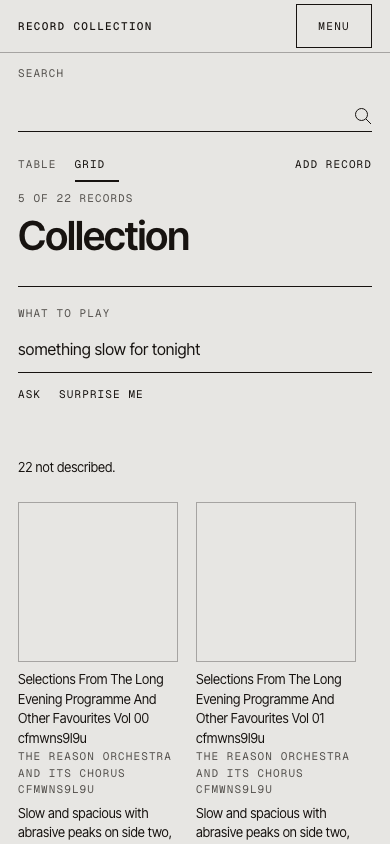 RECORD COLLECTION
MENU
SEARCH
TABLE GRID ADD RECORD
5 OF 22 RECORDS
Collection
WHAT TO PLAY
something slow for tonight
ASK SURPRISE ME
22 not described.
Selections From The Long
Evening Programme And
Other Favourites Vol 00
cfmwns9l9u
THE REASON ORCHESTRA
AND ITS CHORUS
CFMWNS9L9U
Slow and spacious with
abrasive peaks on side two,
Selections From The Long
Evening Programme And
Other Favourites Vol 01
cfmwns9l9u
THE REASON ORCHESTRA
AND ITS CHORUS
CFMWNS9L9U
Slow and spacious with
abrasive peaks on side two,